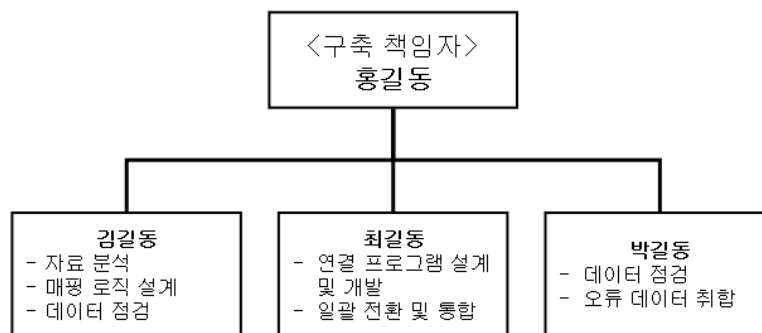 <구축 책임자>
홍길동
김길동
- 자료 분석
- 매핑 로직 설계
- 데이터 점검
최길동
- 연결 프로그램 설계
및 개발
- 일괄 전환 및 통합
박길동
- 데이터 점검
- 오류 데이터 취합